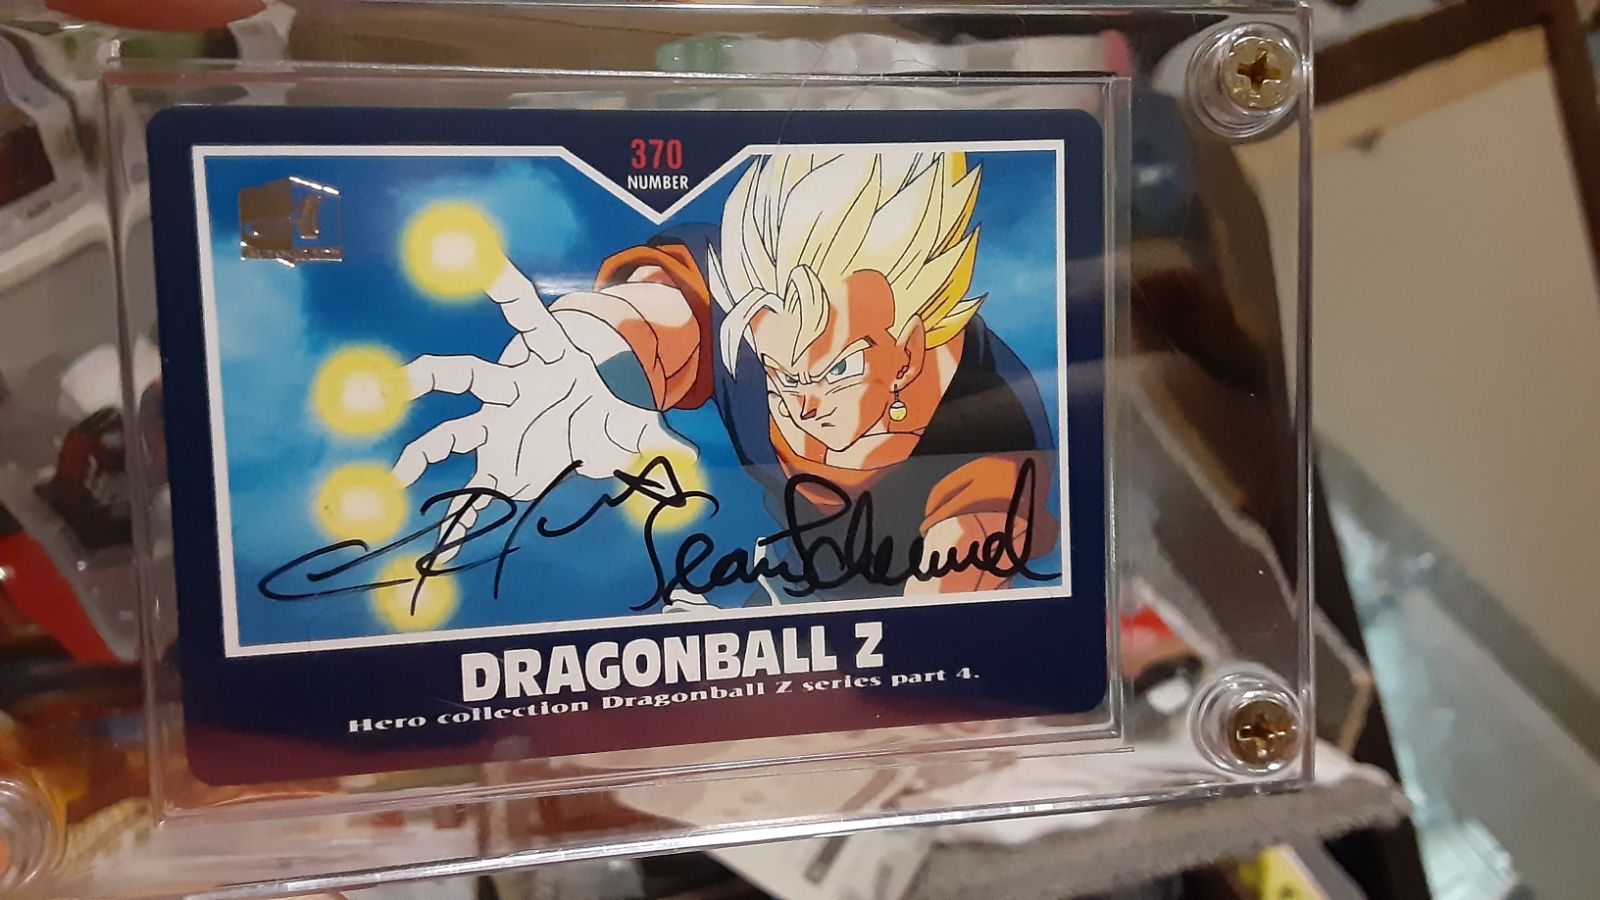 370
NUMBER
Sean Schemmel
DRAGONBALL Z
Hero collection Dragonball Z series part 4.